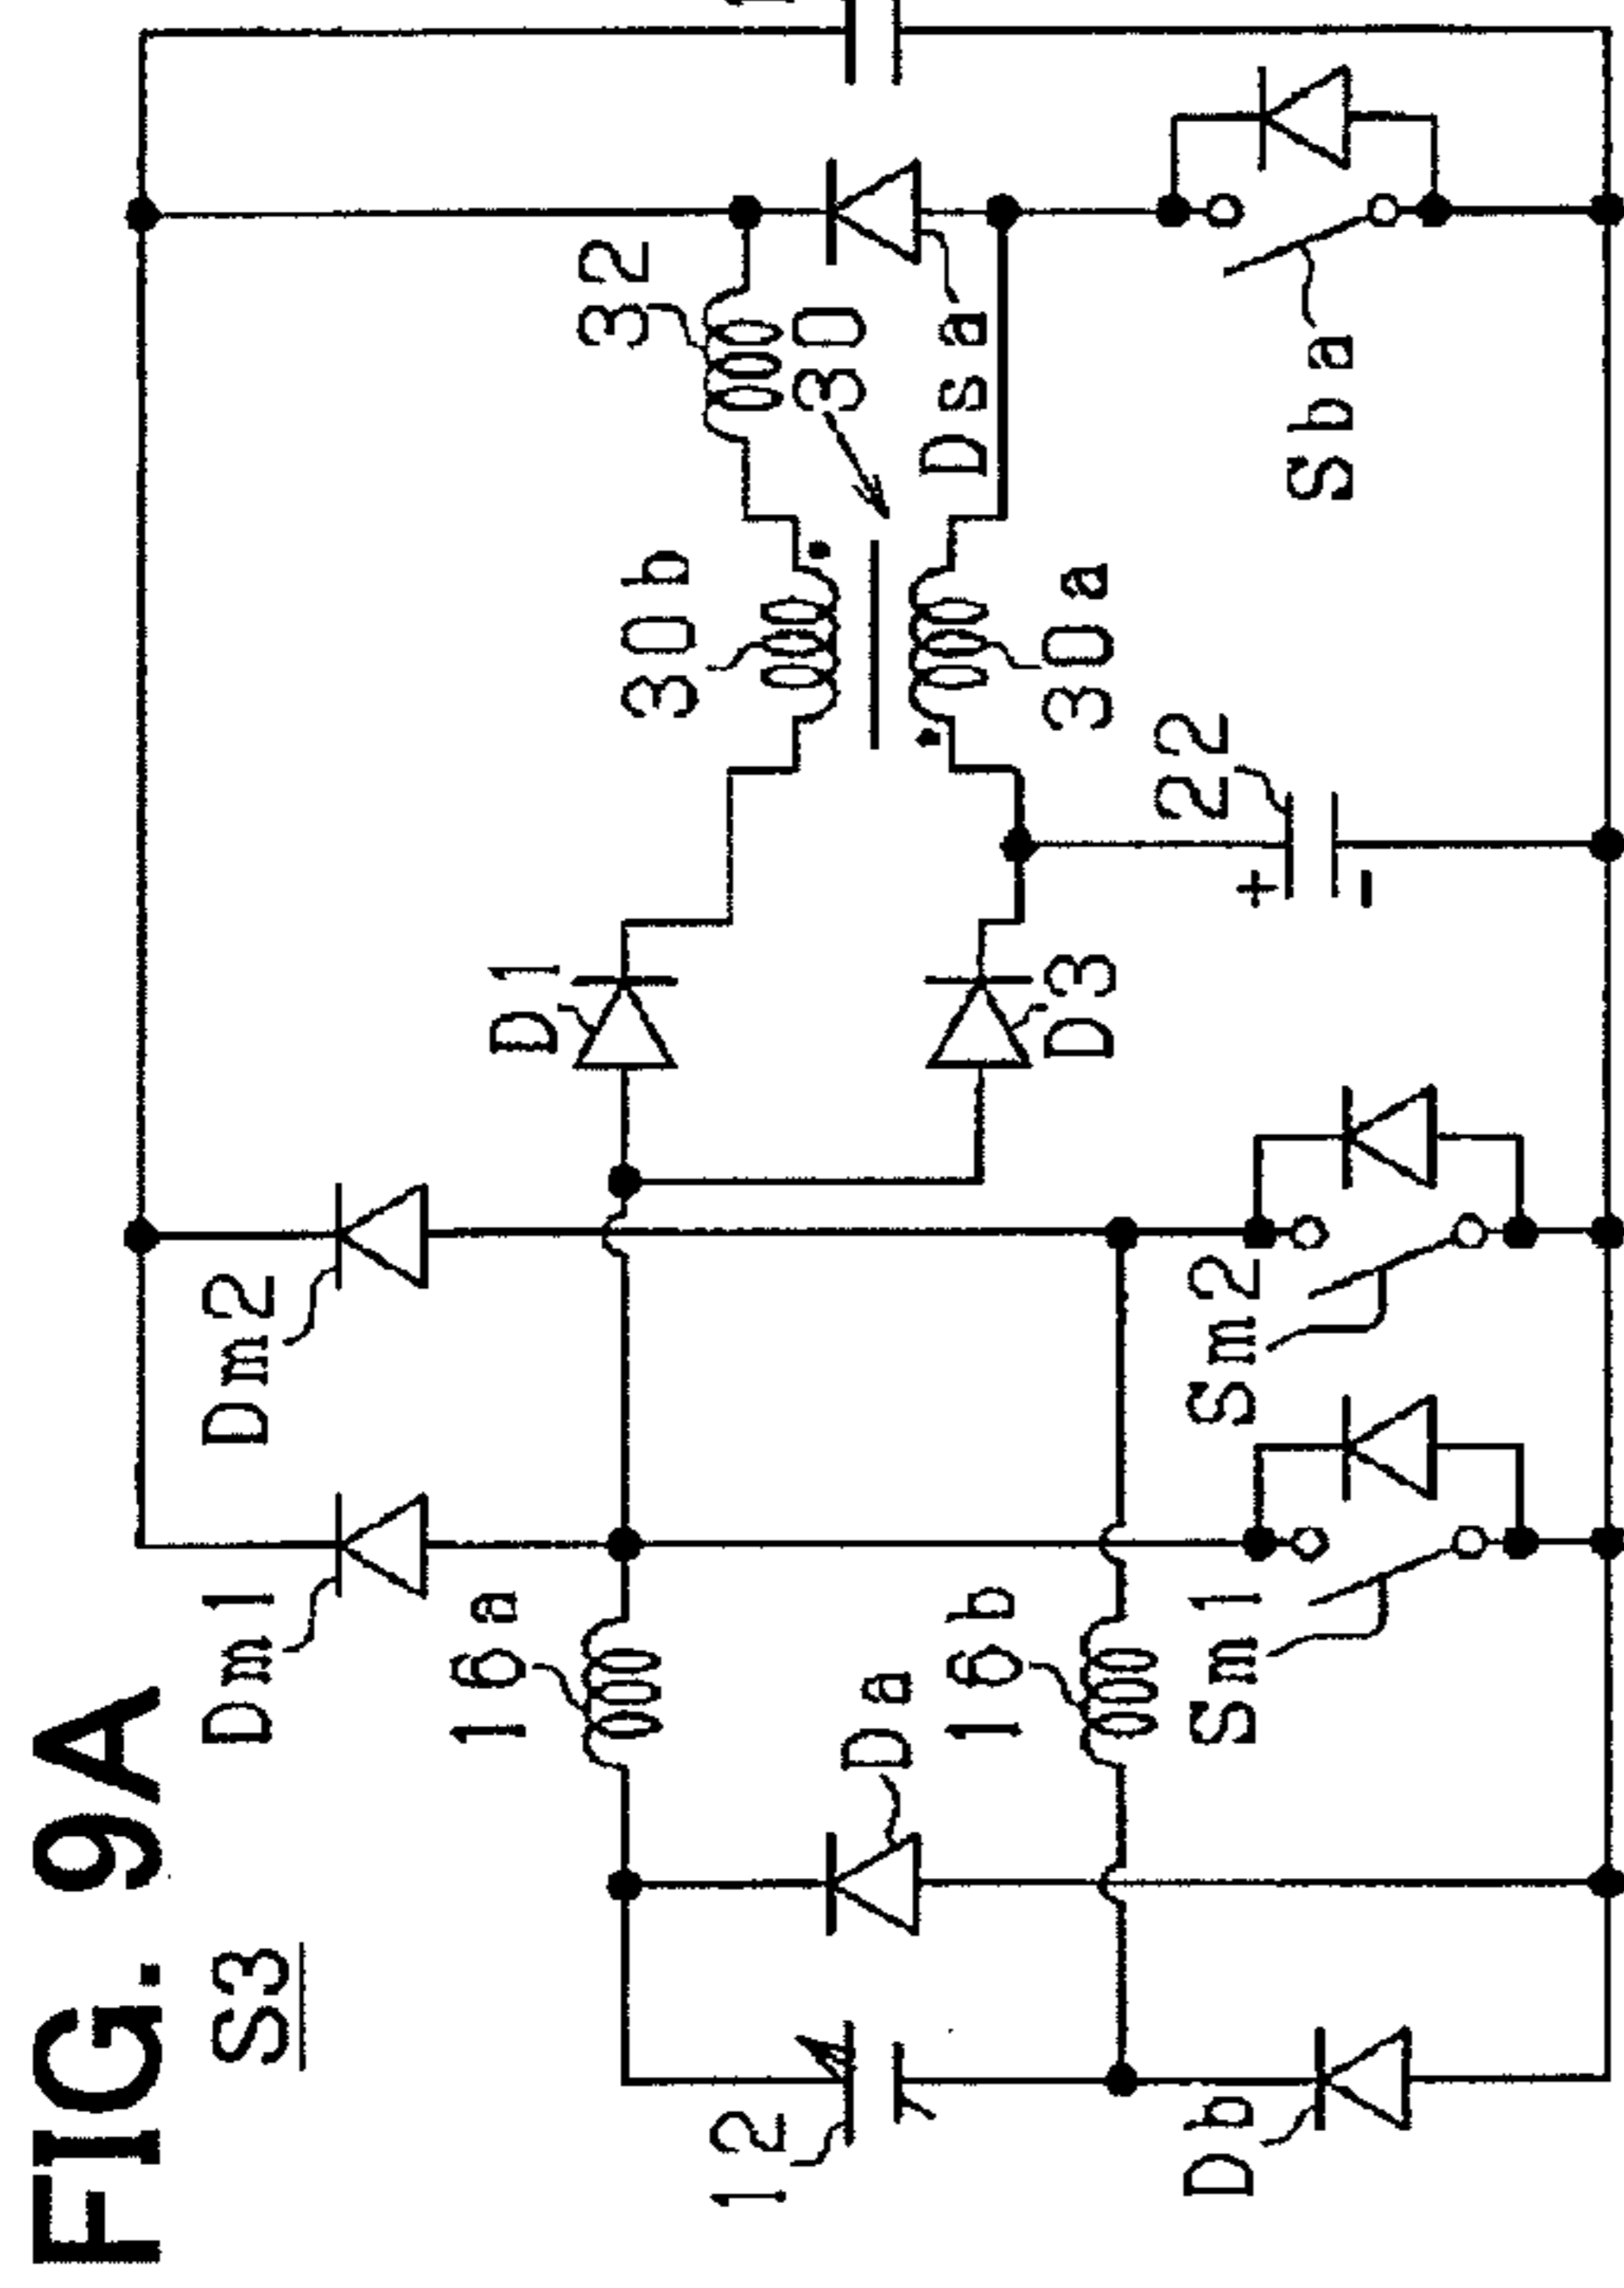 FIG. 9A
S3
Dm1
Dm2
16a
D1
30b
32
12
Da
30
16b
D3
30a
Dsa
Db
Sm1
Sm2
22
+
-
Sba